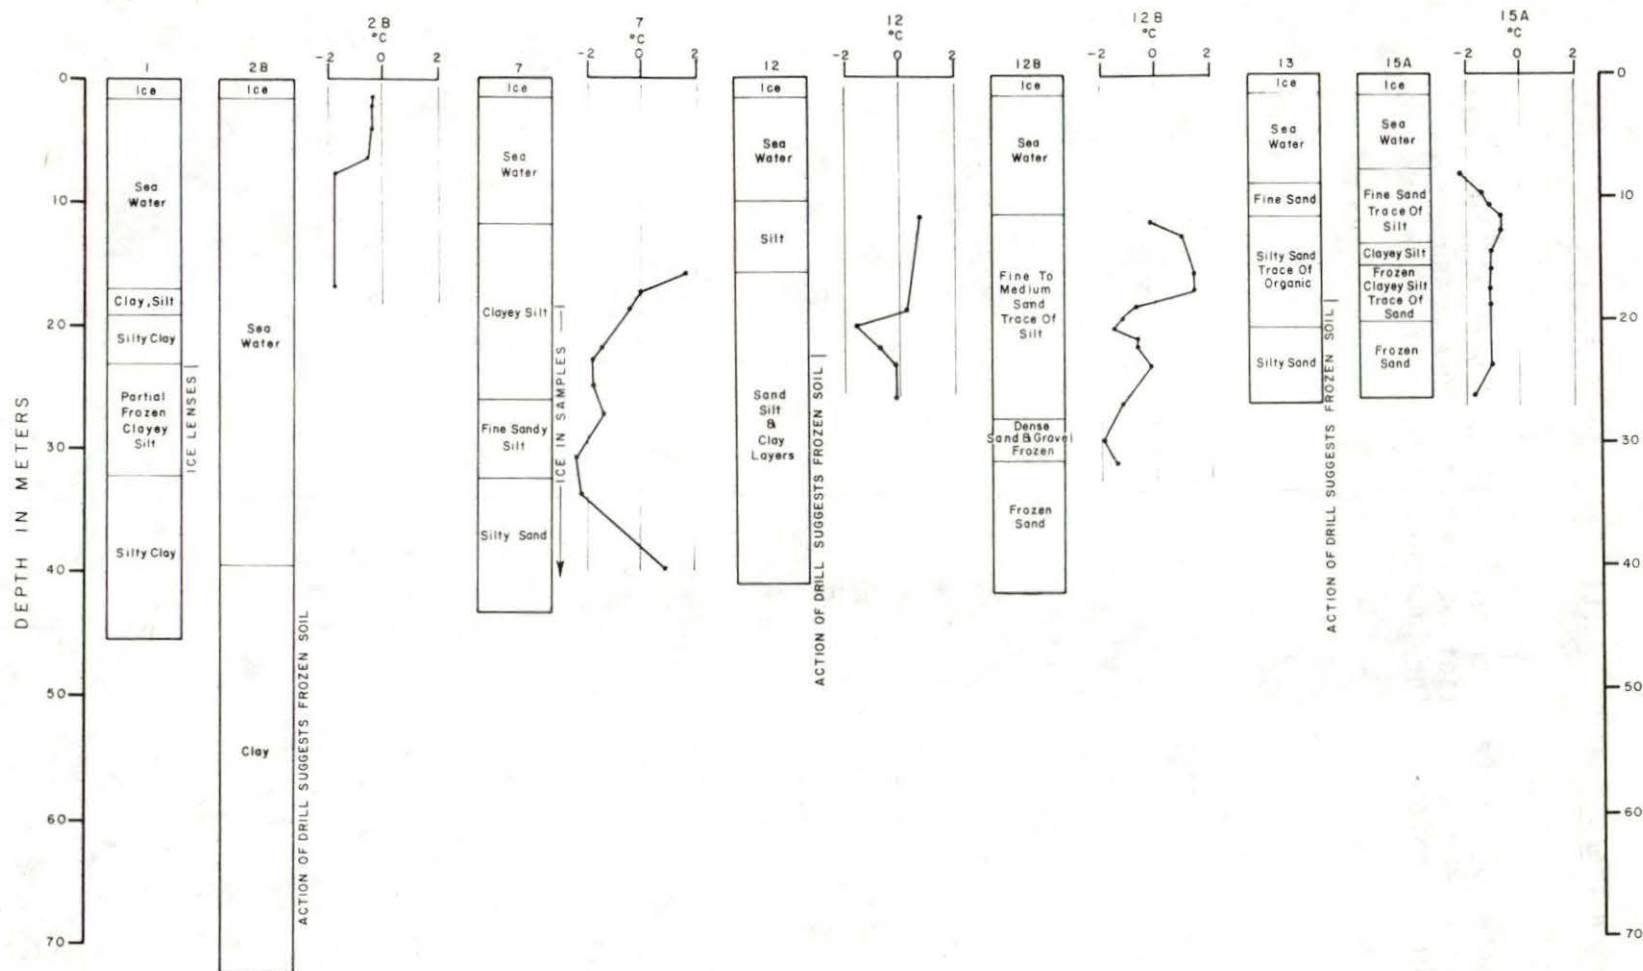 2B
°C
-2 0 2
7
°C
-2 0 2
12
°C
-2 0 2
12B
°C
-2 0 2
15A
°C
-2 0 2
DEPTH IN METERS
0
10
20
30
40
50
60
70
1
Ice
Sea
Water
Clay, Silt
Silty Clay
Partial
Frozen
Clayey
Silt
Silty Clay
ICE LENSES
2B
Ice
Sea
Water
Clay
ACTION OF DRILL SUGGESTS FROZEN SOIL
7
Ice
Sea
Water
Clayey Silt
Fine Sandy
Silt
Silty Sand
ICE IN SAMPLES
12
Ice
Sea
Water
Silt
Sand
Silt
&
Clay
Layers
ACTION OF DRILL SUGGESTS FROZEN SOIL
12B
Ice
Sea
Water
Fine To
Medium
Sand
Trace Of
Silt
Dense
Sand & Gravel
Frozen
Frozen
Sand
13
Ice
Sea
Water
Fine Sand
Silty Sand
Trace Of
Organic
Silty Sand
ACTION OF DRILL SUGGESTS FROZEN SOIL
15A
Ice
Sea
Water
Fine Sand
Trace Of
Silt
Clayey Silt
Frozen
Clayey Silt
Trace Of
Sand
Frozen
Sand
0
10
20
30
40
50
60
70